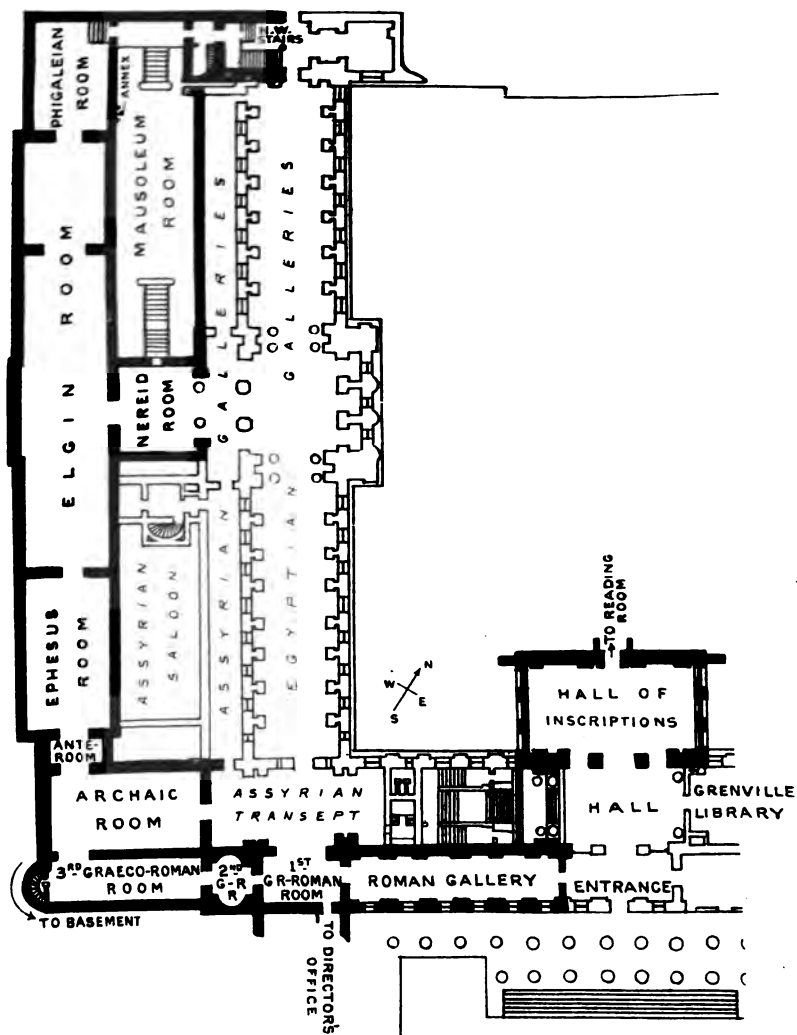 N.W.
STAIRS
PHIGALEIAN
ROOM
ANNEX
MAUSOLEUM
ROOM
ASSYRIAN GALLERIES
EGYPTIAN GALLERIES
ELGIN ROOM
NEREID
ROOM
ASSYRIAN
SALOON
EPHESUS
ROOM
ANTE-
ROOM
N
W
E
S
TO READING
ROOM
HALL OF
INSCRIPTIONS
ARCHAIC
ROOM
ASSYRIAN
TRANSEPT
HALL
GRENVILLE
LIBRARY
3RD GRAECO-ROMAN
ROOM
2ND
G-R
R
1ST
GR-ROMAN
ROOM
ROMAN GALLERY
ENTRANCE
TO BASEMENT
TO DIRECTOR'S
OFFICE